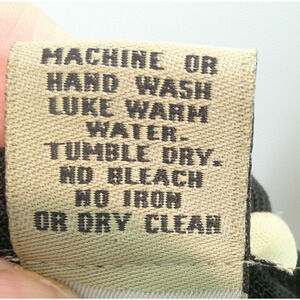 MACHINE OR
HAND WASH
LUKE WARM
WATER.
TUMBLE DRY.
NO BLEACH
NO IRON
OR DRY CLEAN